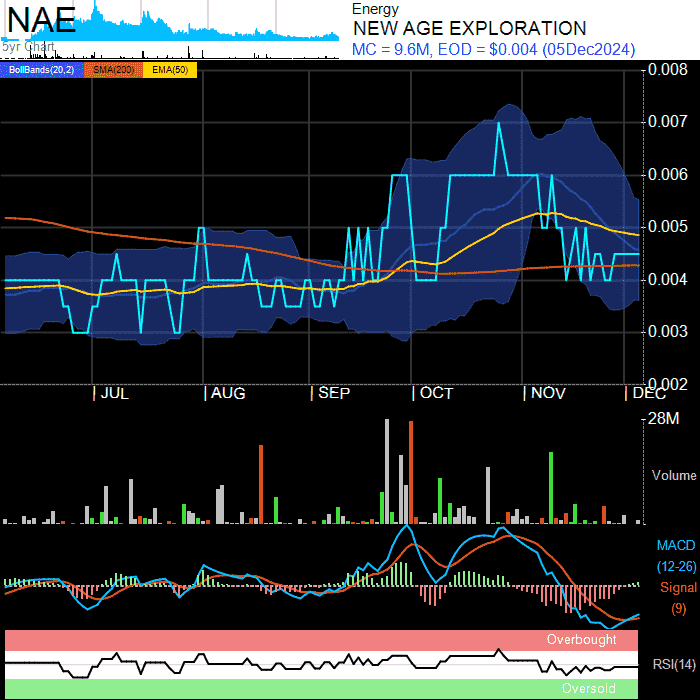 NAE
5yr Chart
Energy
NEW AGE EXPLORATION
MC = 9.6M, EOD = $0.004 (05Dec2024)
BollBands(20,2) SMA(200) EMA(50)
0.008
0.007
0.006
0.005
0.004
0.003
0.002
JUL AUG SEP OCT NOV DEC
28M
Volume
MACD
(12-26)
Signal
(9)
Overbought
RSI(14)
Oversold